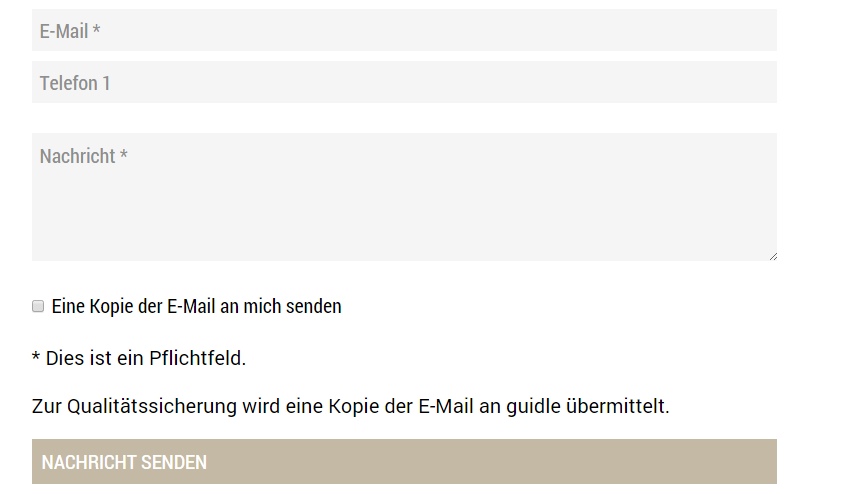 E-Mail *
Telefon 1
Nachricht *
Eine Kopie der E-Mail an mich senden
* Dies ist ein Pflichtfeld.
Zur Qualitätssicherung wird eine Kopie der E-Mail an guidle übermittelt.
NACHRICHT SENDEN